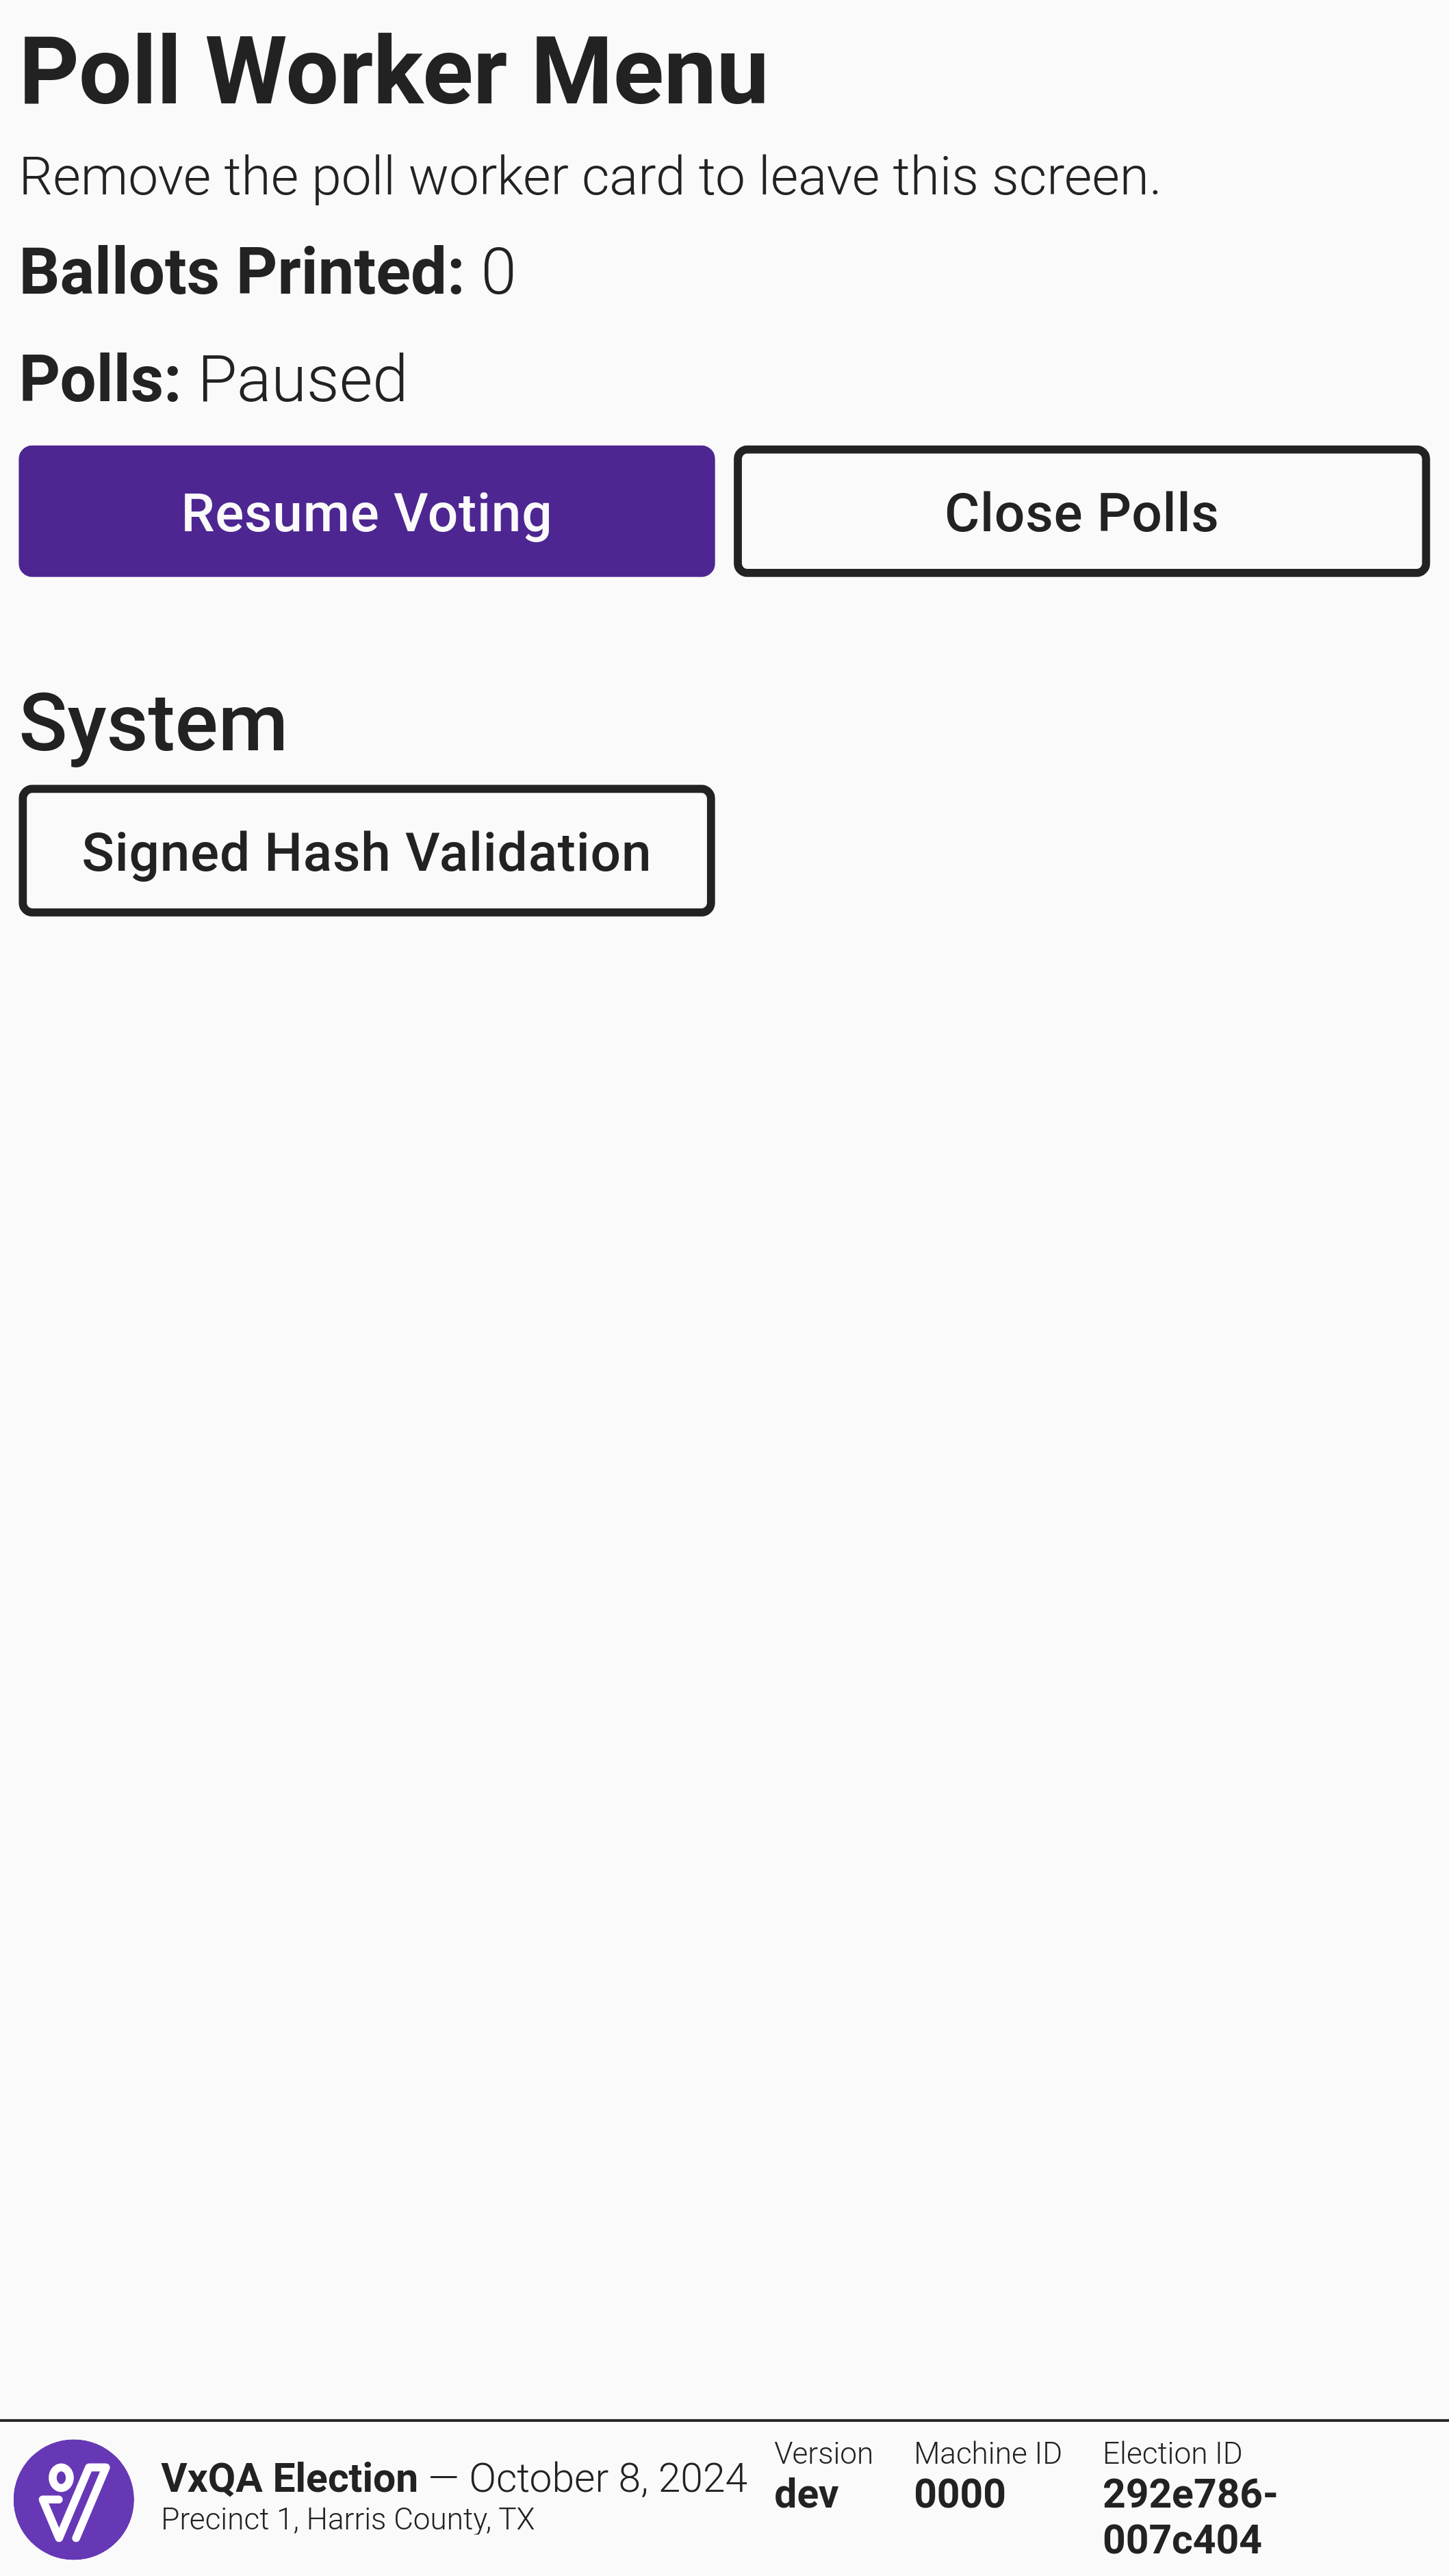 Poll Worker Menu
Remove the poll worker card to leave this screen.
Ballots Printed: 0
Polls: Paused
Resume Voting
Close Polls
System
Signed Hash Validation
VxQA Election — October 8, 2024
Precinct 1, Harris County, TX
Version
dev
Machine ID
0000
Election ID
292e786-
007c404